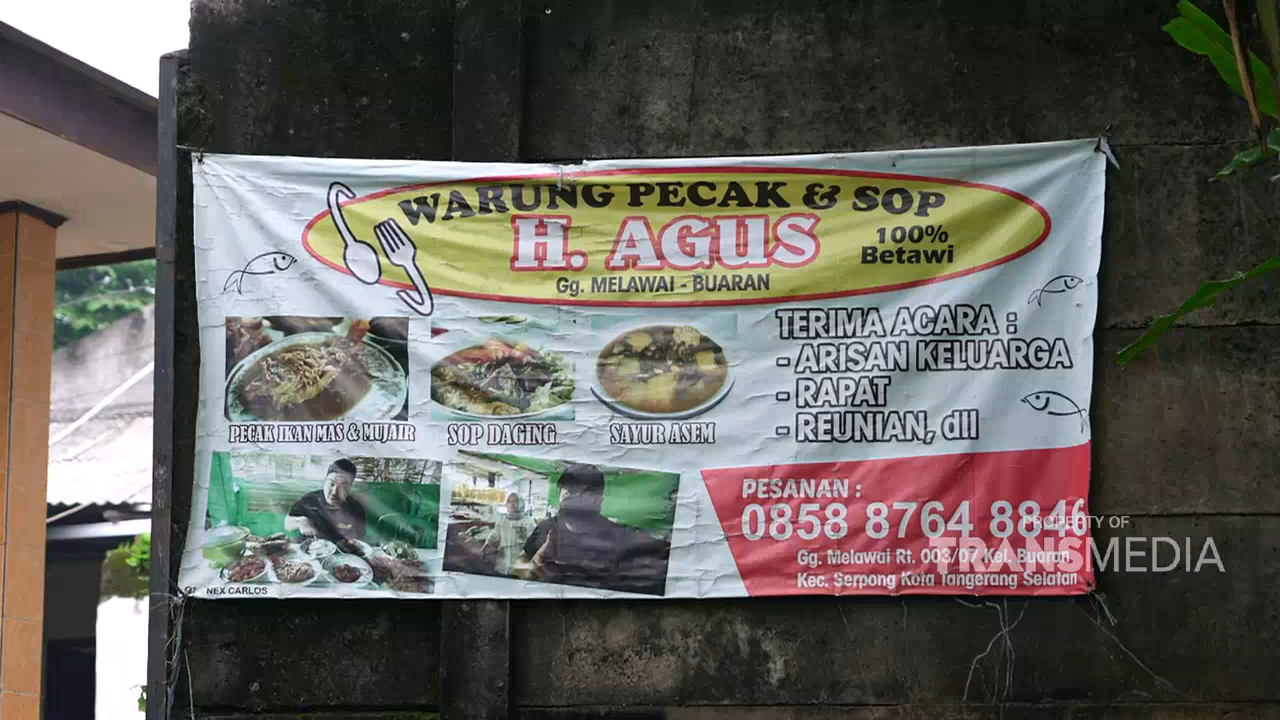 WARUNG PECAK & SOP
H. AGUS
100%
Betawi
Gg. MELAWAI - BUARAN
TERIMA ACARA :
- ARISAN KELUARGA
- RAPAT
- REUNIAN, dll
PECAK IKAN MAS & MUJAIR
SOP DAGING
SAYUR ASEM
PESANAN :
0858 8764 8846
Gg. Melawai Rt. 003/07 Kel. Buaran
Kec. Serpong Kota Tangerang Selatan
NEX CARLOS
PROPERTY OF
TRANSMEDIA